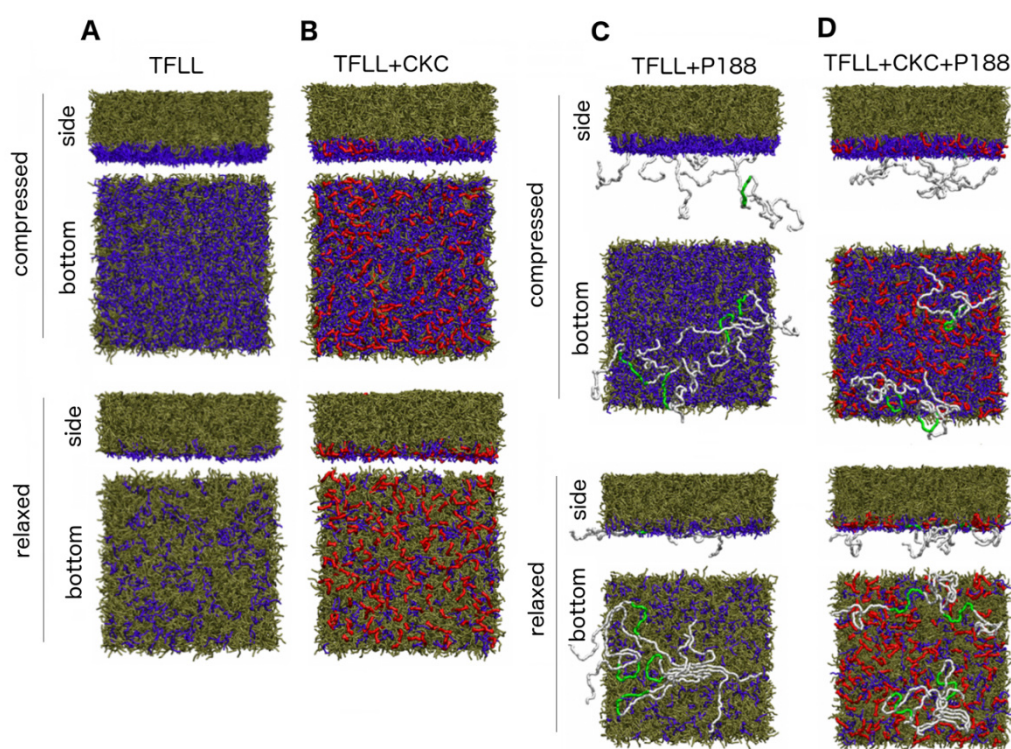 A
B
C
D
TFLL
TFLL+CKC
TFLL+P188
TFLL+CKC+P188
compressed
side
bottom
relaxed
side
bottom
compressed
side
bottom
relaxed
side
bottom